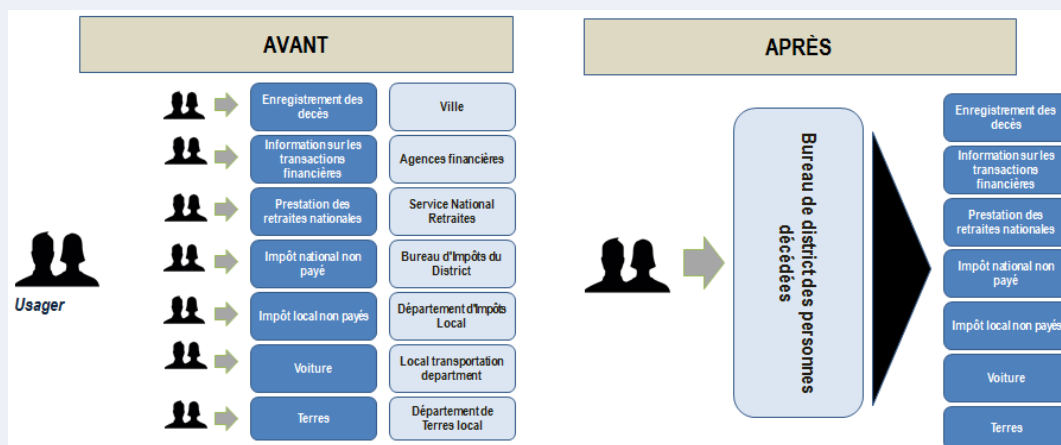 AVANT
Enregistrement des
decès
Ville
Information sur les
transactions
financières
Agences financières
Prestation des
retraites nationales
Service National
Retraites
Impôt national non
payé
Bureau d'Impôts du
District
Impôt local non payés
Départment d'Impôts
Local
Voiture
Local transportation
department
Terres
Département de
Terres local
Usager
APRÈS
Bureau de district des personnes
décédées
Enregistrement des
decès
Information sur les
transactions
financières
Prestation des
retraites nationales
Impôt national non
payé
Impôt local non payés
Voiture
Terres